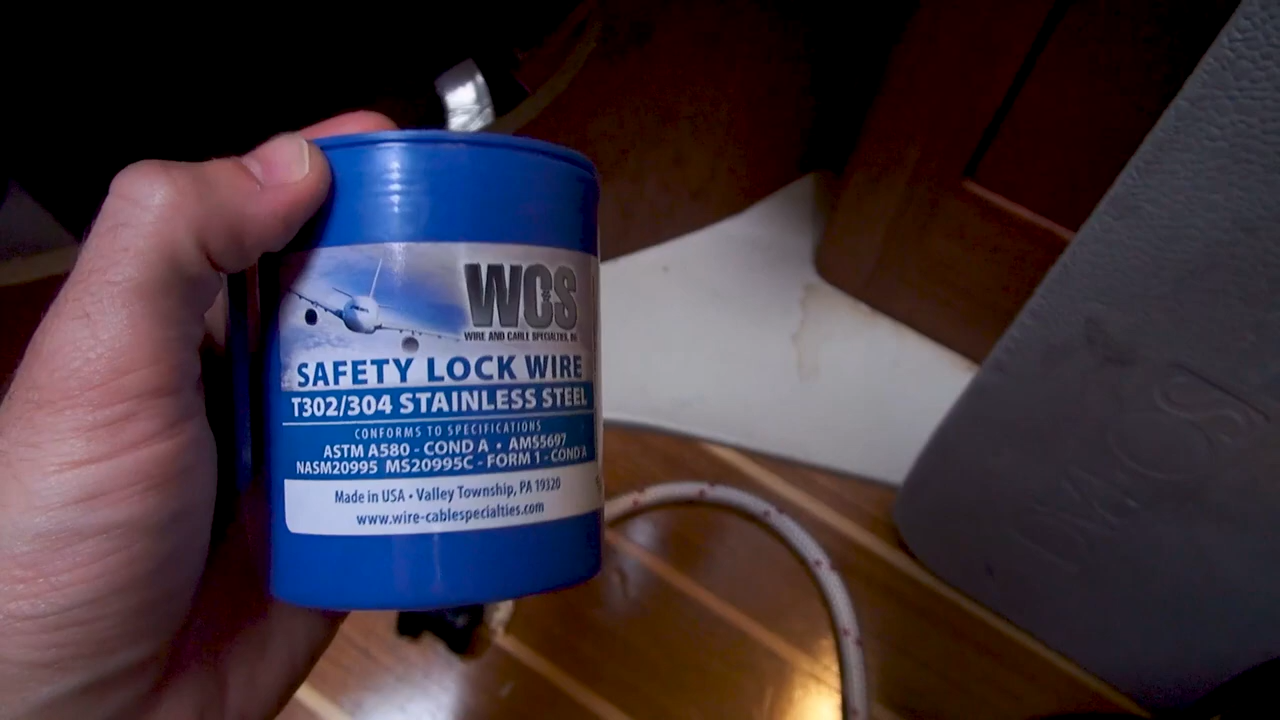 WCS
WIRE AND CABLE SPECIALTIES, INC
SAFETY LOCK WIRE
T302/304 STAINLESS STEEL
CONFORMS TO SPECIFICATIONS
ASTM A580 - COND A • AMS5697
NASM20995 MS20995C - FORM 1 - COND A
Made in USA • Valley Township, PA 19320
www.wire-cablespecialties.com